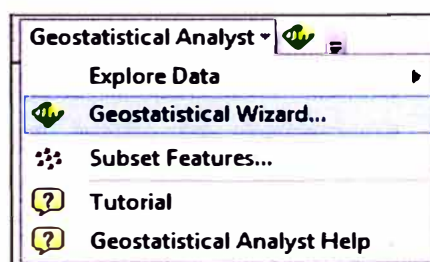 Geostatistical Analyst
Explore Data
Geostatistical Wizard...
Subset Features...
Tutorial
Geostatistical Analyst Help